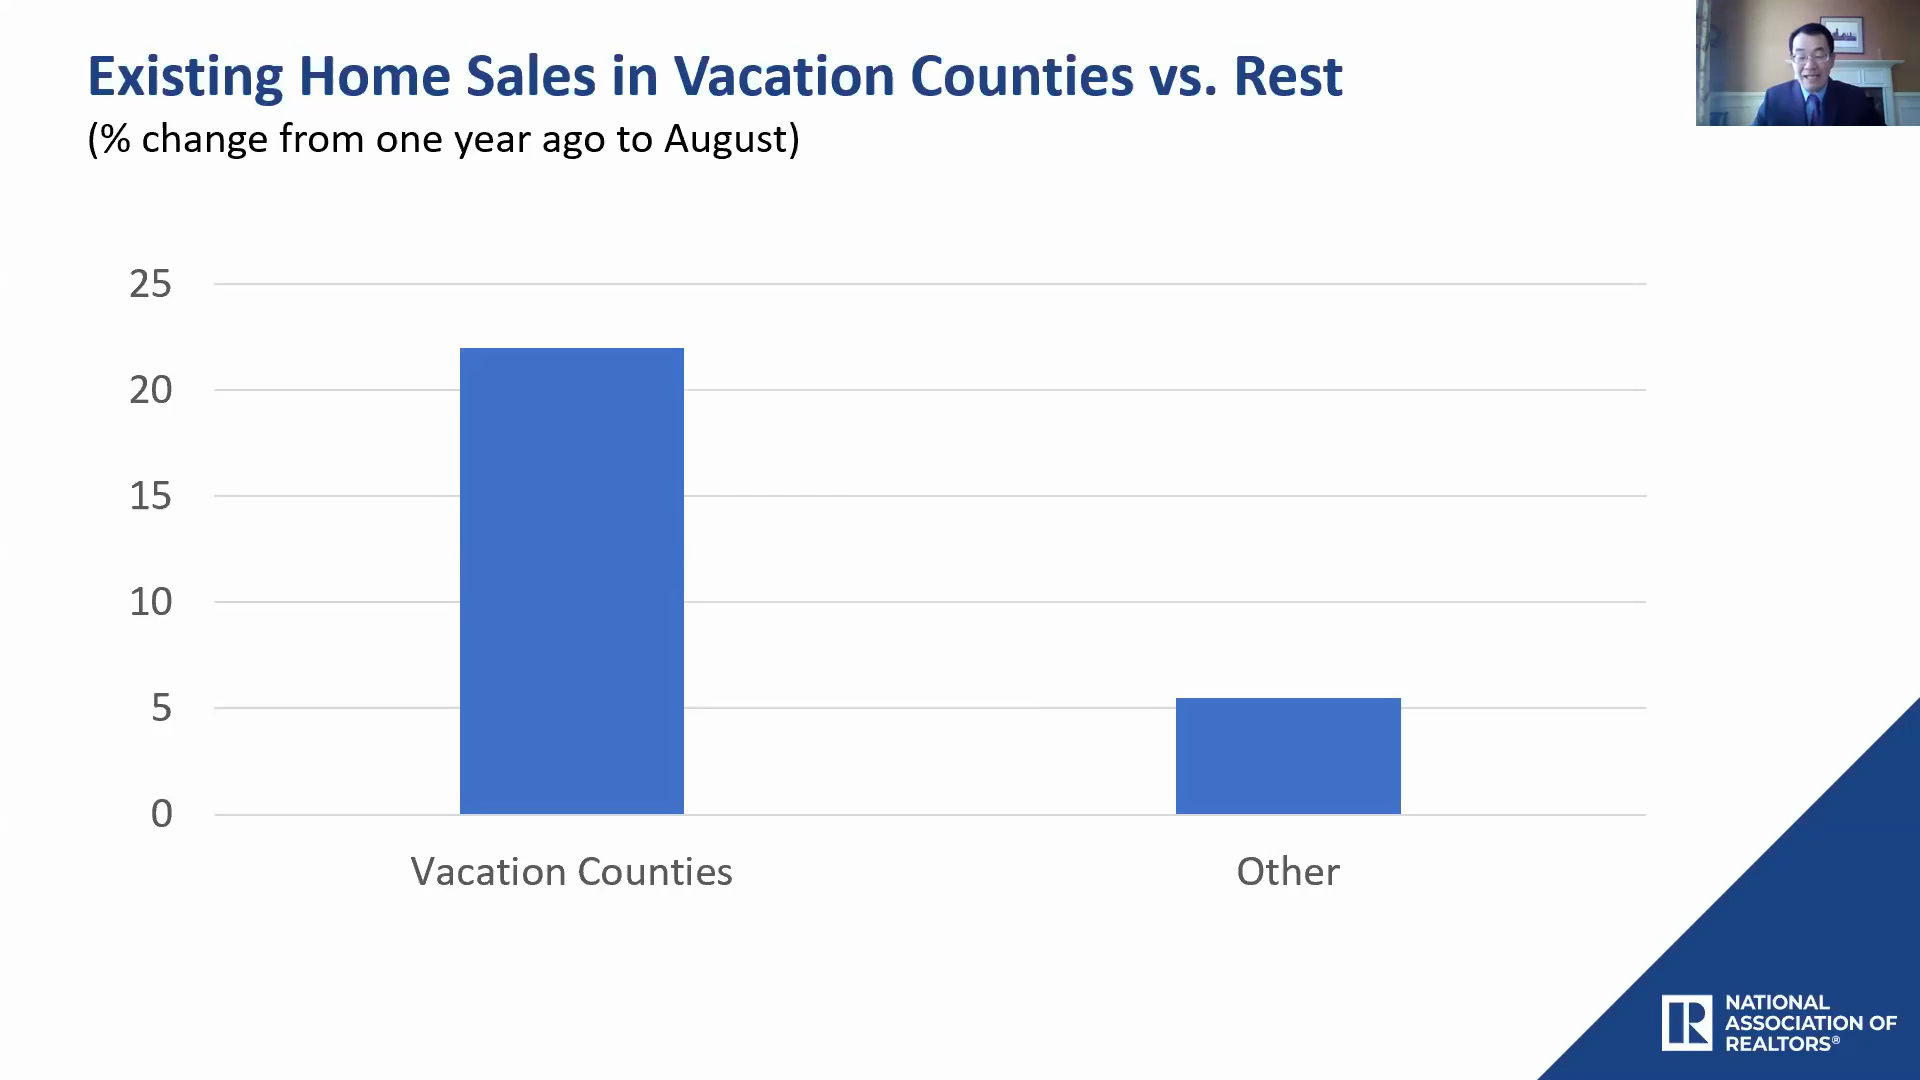 Existing Home Sales in Vacation Counties vs. Rest
(% change from one year ago to August)
25
20
15
10
5
0
Vacation Counties
Other
NATIONAL
ASSOCIATION OF
REALTORS®